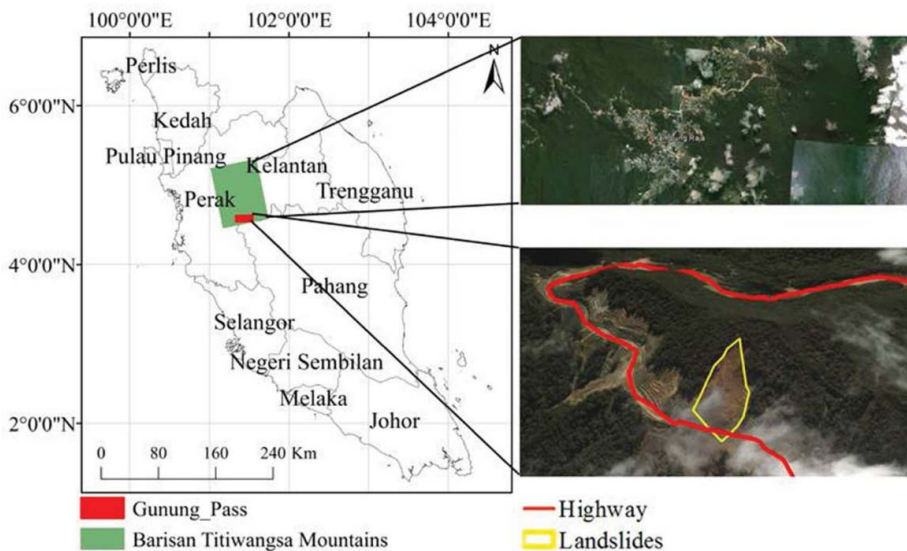 100°0'0"E 102°0'0"E 104°0'0"E
N
Perlis
6°0'0"N
Kedah
Pulau Pinang
Kelantan
Trengganu
Perak
4°0'0"N
Pahang
Selangor
Negeri Sembilan
Melaka
Johor
2°0'0"N
0 80 160 240 Km
Gunung_Pass
Barisan Titiwangsa Mountains
Highway
Landslides